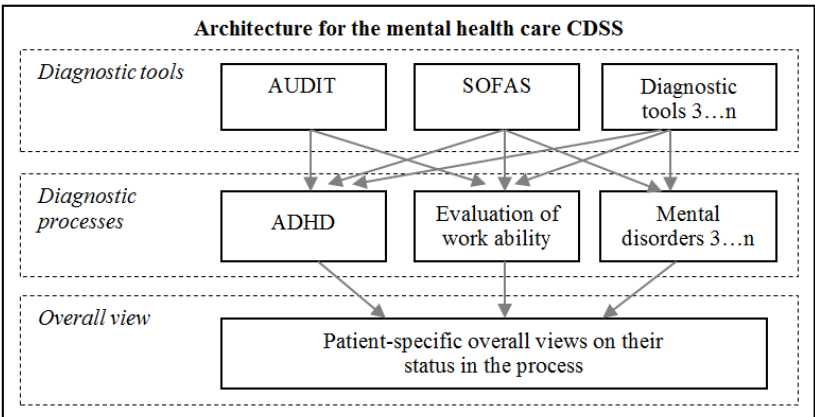 Architecture for the mental health care CDSS
Diagnostic tools
AUDIT
SOFAS
Diagnostic
tools 3…n
Diagnostic
processes
ADHD
Evaluation of
work ability
Mental
disorders 3…n
Overall view
Patient-specific overall views on their
status in the process